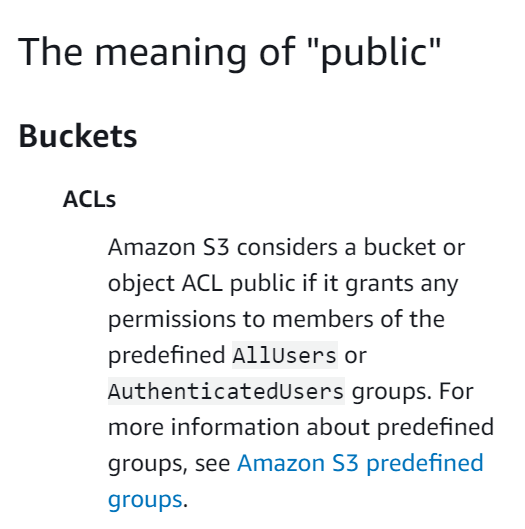 The meaning of "public"
Buckets
ACLs
Amazon S3 considers a bucket or
object ACL public if it grants any
permissions to members of the
predefined AllUsers or
AuthenticatedUsers groups. For
more information about predefined
groups, see Amazon S3 predefined
groups.